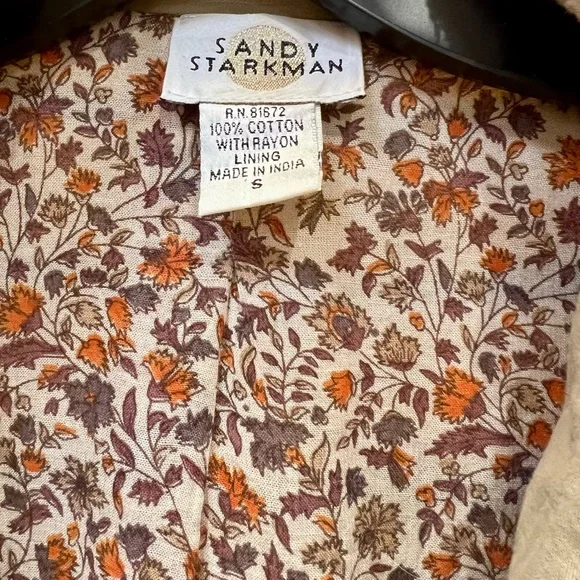 SANDY
STARKMAN
R.N. 81672
100% COTTON
WITH RAYON
LINING
MADE IN INDIA
S